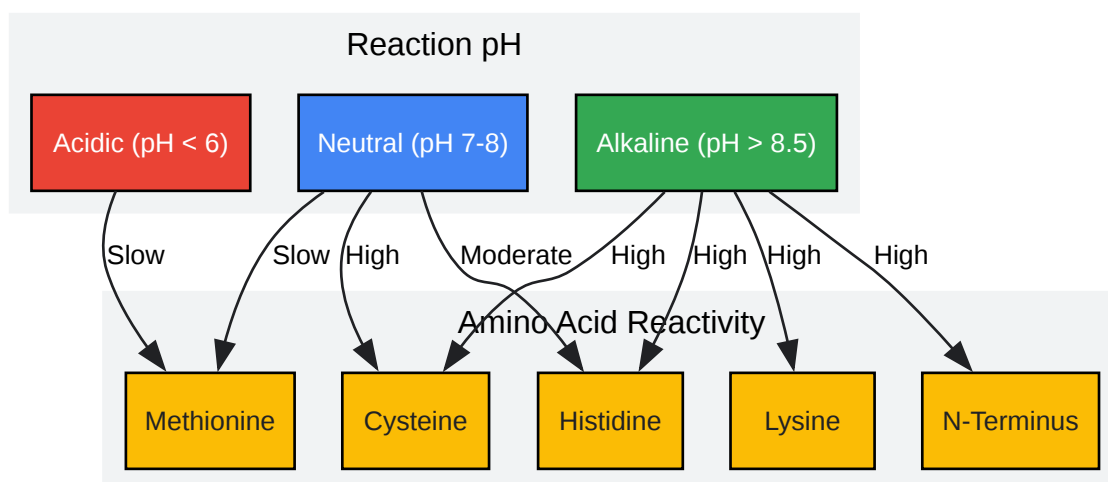 Reaction pH
Acidic (pH < 6)
Neutral (pH 7-8)
Alkaline (pH > 8.5)
Slow
Slow
High
Moderate
High
High
High
High
Amino Acid Reactivity
Methionine
Cysteine
Histidine
Lysine
N-Terminus